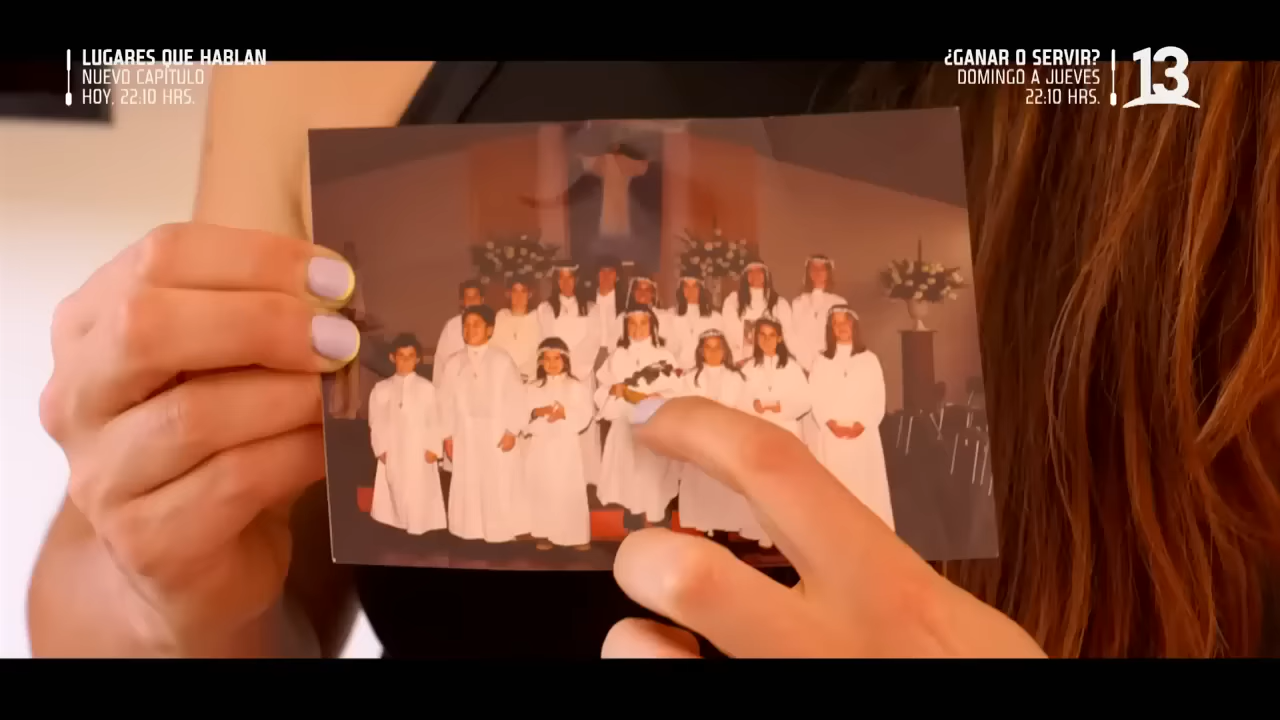 LUGARES QUE HABLAN
NUEVO CAPÍTULO
HOY, 22:10 HRS.
¿GANAR O SERVIR?
DOMINGO A JUEVES
22:10 HRS.
13